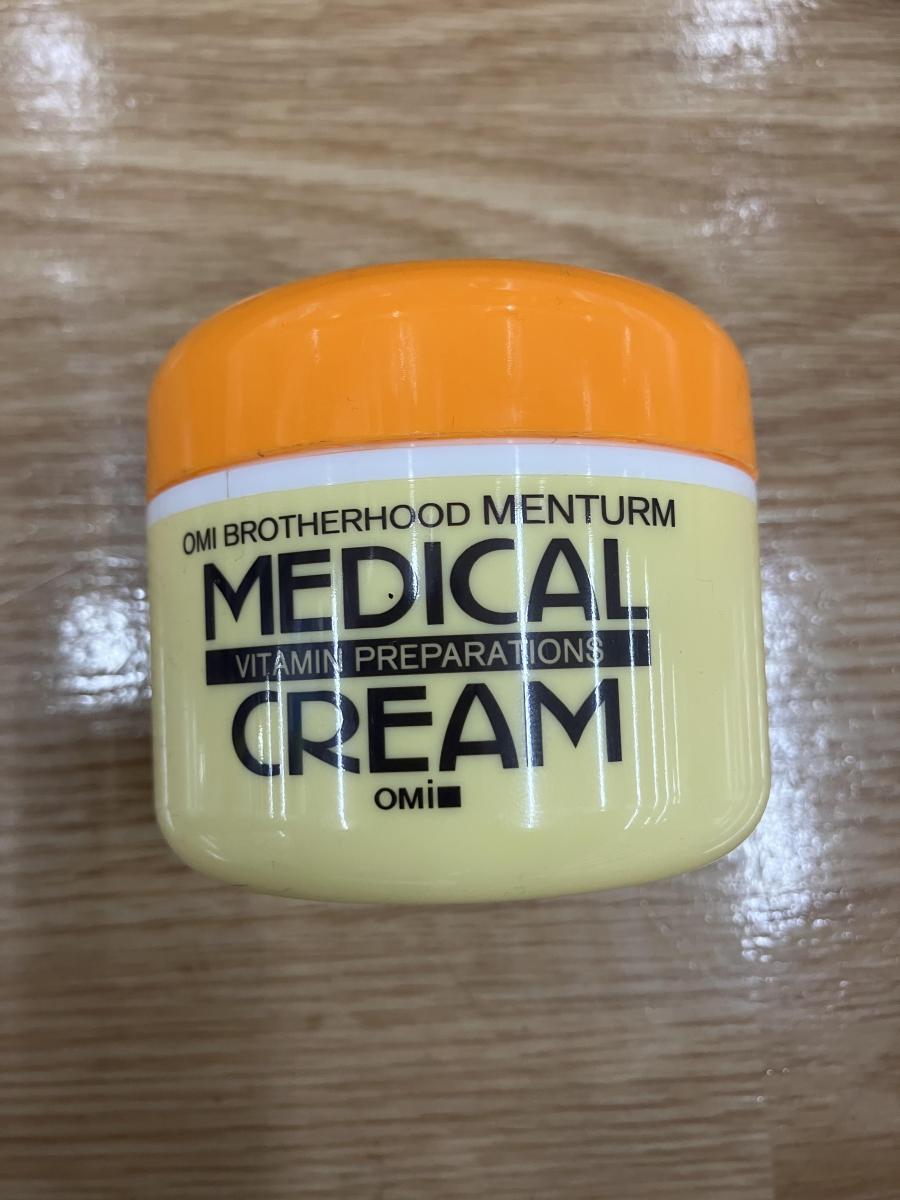 OMI BROTHERHOOD MENTURM
MEDICAL
VITAMIN PREPARATIONS
CREAM
OMi